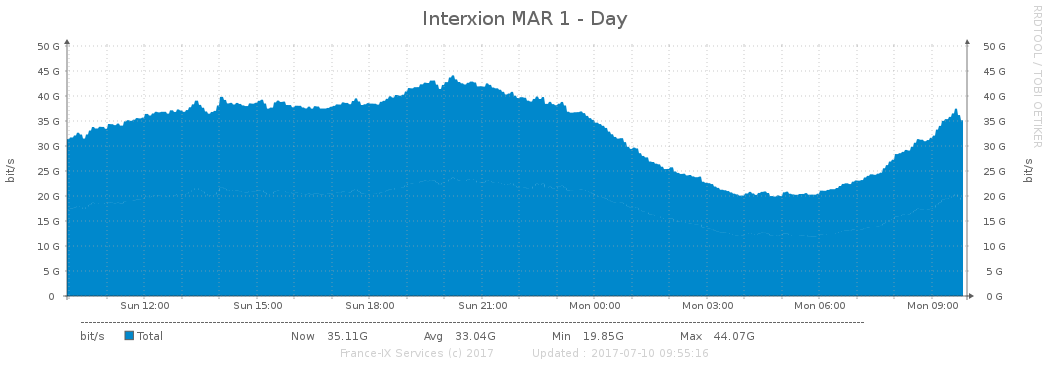 Interxion MAR 1 - Day
RRDTOOL / TOBI OETIKER
50 G 50 G
45 G 45 G
40 G 40 G
35 G 35 G
30 G 30 G
25 G 25 G
20 G 20 G
15 G 15 G
10 G 10 G
5 G 5 G
0 0 G
bit/s bit/s
Sun 12:00 Sun 15:00 Sun 18:00 Sun 21:00 Mon 00:00 Mon 03:00 Mon 06:00 Mon 09:00
bit/s Total Now 35.11G Avg 33.04G Min 19.85G Max 44.07G
France-IX Services (c) 2017 Updated : 2017-07-10 09:55:16